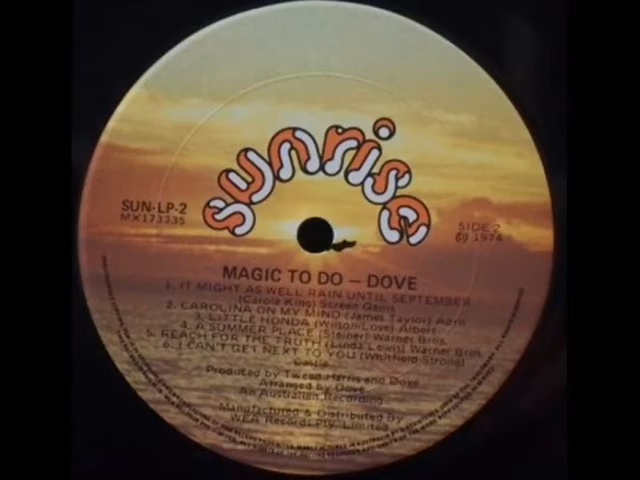 sunrise
SUN-LP-2
MX173335
SIDE 2
℗ 1974
MAGIC TO DO – DOVE
1. IT MIGHT AS WELL RAIN UNTIL SEPTEMBER
(Carole King) Screen Gems
2. CAROLINA ON MY MIND (James Taylor) April
3. LITTLE HONDA (Wilson-Love) Albert
4. A SUMMER PLACE (Steiner) Warner Bros.
5. REACH FOR THE TRUTH (Linda Lewis) Warner Bros.
6. I CAN'T GET NEXT TO YOU (Whitfield-Strong)
Castle
Produced by Tweed Harris and Dove
Arranged by Dove
An Australian Recording
Manufactured & Distributed By
WEA Records Pty. Limited